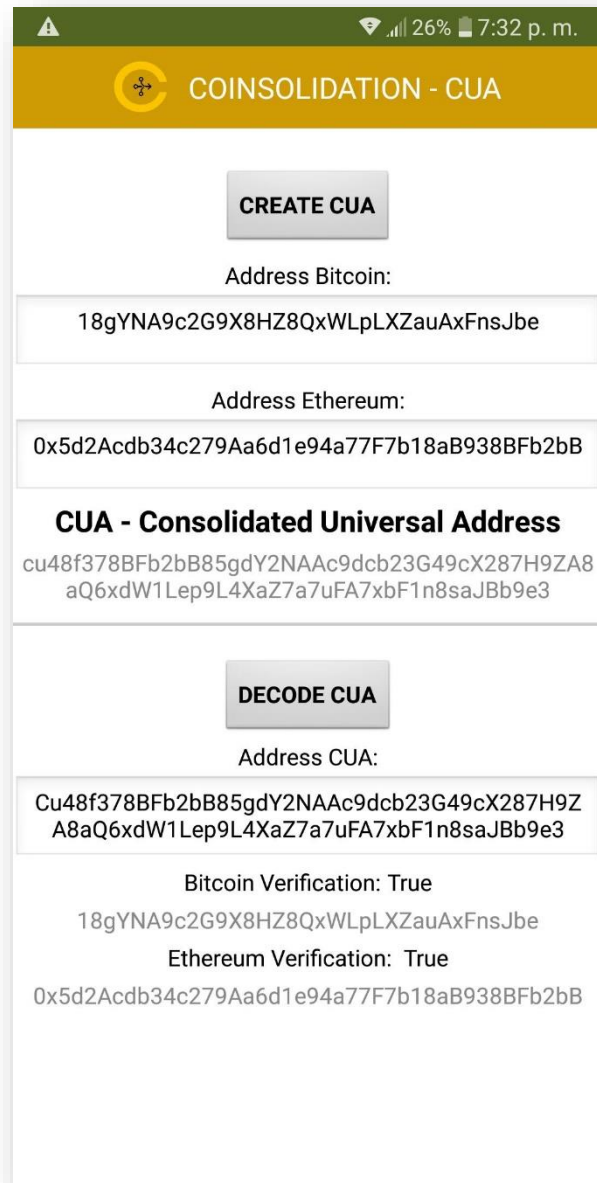 26% 7:32 p. m.
COINSOLIDATION - CUA
CREATE CUA
Address Bitcoin:
18gYNA9c2G9X8HZ8QxWLpLXZauAxFnsJbe
Address Ethereum:
0x5d2Acdb34c279Aa6d1e94a77F7b18aB938BFb2bB
CUA - Consolidated Universal Address
cu48f378BFb2bB85gdY2NAAc9dcb23G49cX287H9ZA8
aQ6xdW1Lep9L4XaZ7a7uFA7xbF1n8saJBb9e3
DECODE CUA
Address CUA:
Cu48f378BFb2bB85gdY2NAAc9dcb23G49cX287H9Z
A8aQ6xdW1Lep9L4XaZ7a7uFA7xbF1n8saJBb9e3
Bitcoin Verification: True
18gYNA9c2G9X8HZ8QxWLpLXZauAxFnsJbe
Ethereum Verification: True
0x5d2Acdb34c279Aa6d1e94a77F7b18aB938BFb2bB